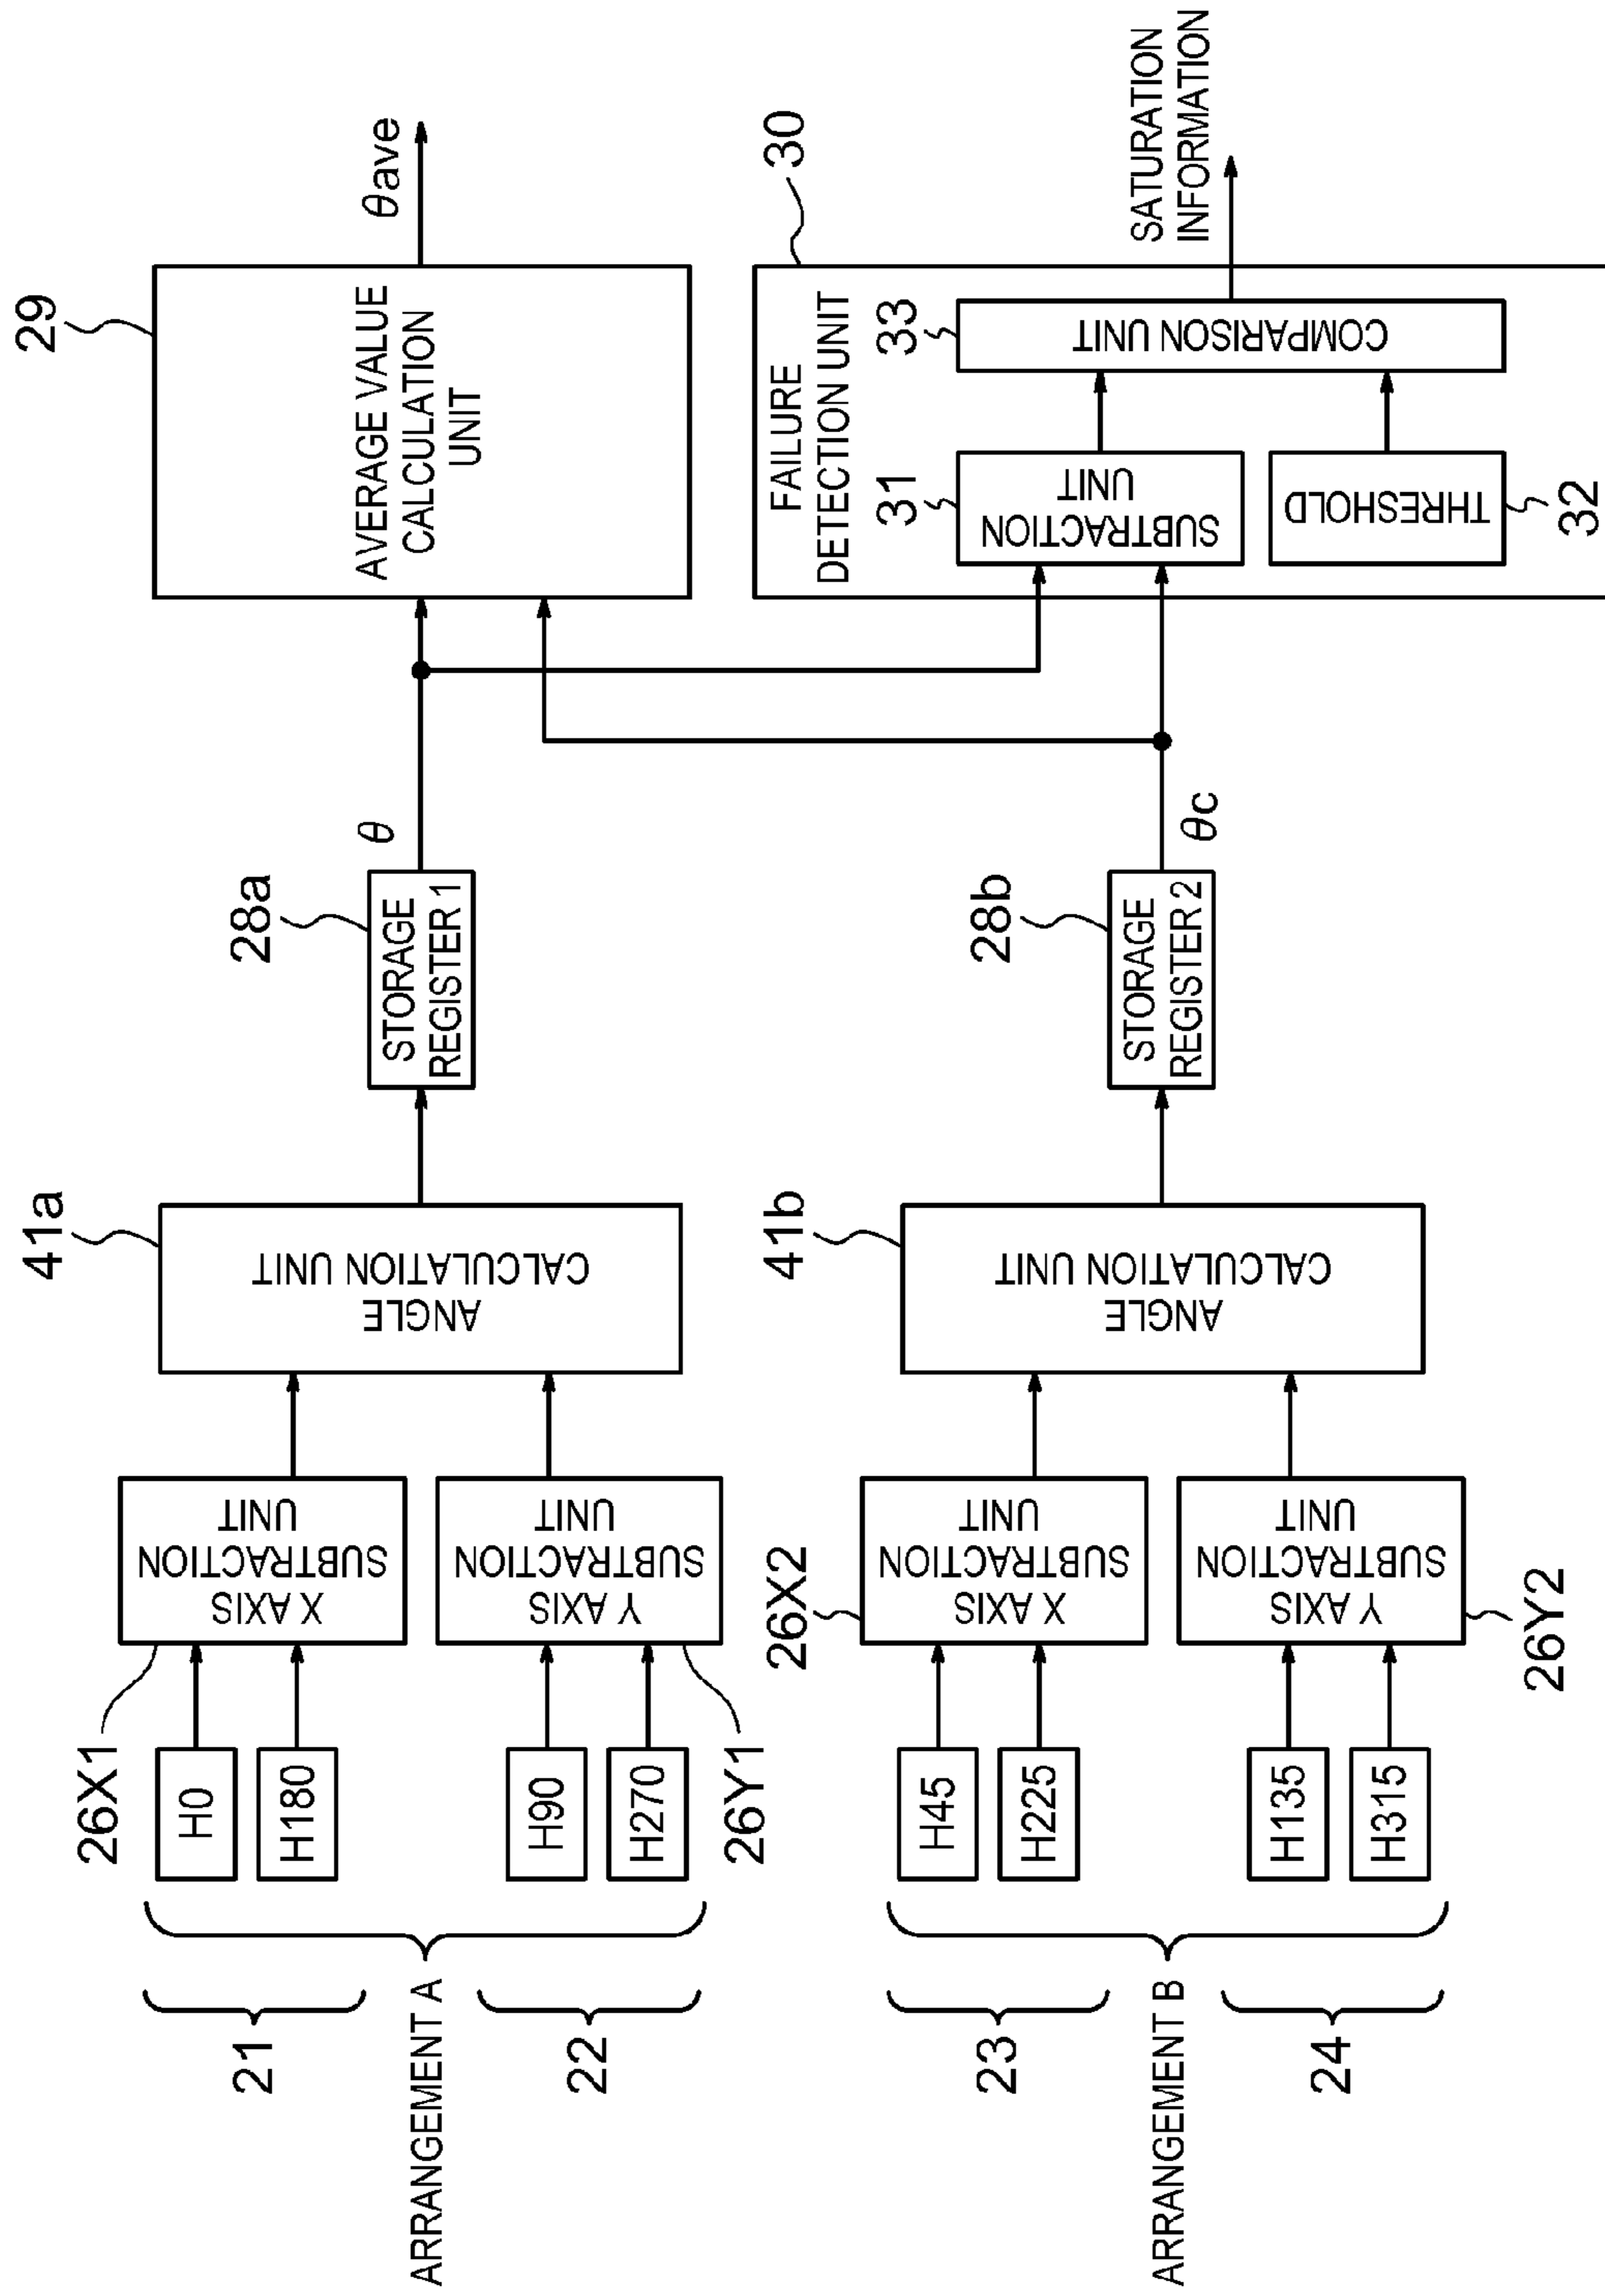 26X1
H0
H180
H90
H270
26Y1
21
ARRANGEMENT A
22
X AXIS
SUBTRACTION
UNIT
Y AXIS
SUBTRACTION
UNIT
41a
ANGLE
CALCULATION UNIT
28a
STORAGE
REGISTER 1
θ
29
AVERAGE VALUE
CALCULATION
UNIT
θave
26X2
H45
H225
H135
H315
26Y2
23
ARRANGEMENT B
24
X AXIS
SUBTRACTION
UNIT
Y AXIS
SUBTRACTION
UNIT
41b
ANGLE
CALCULATION UNIT
28b
STORAGE
REGISTER 2
θc
30
FAILURE
DETECTION UNIT
31
SUBTRACTION
UNIT
THRESHOLD
32
33
COMPARISON UNIT
SATURATION
INFORMATION